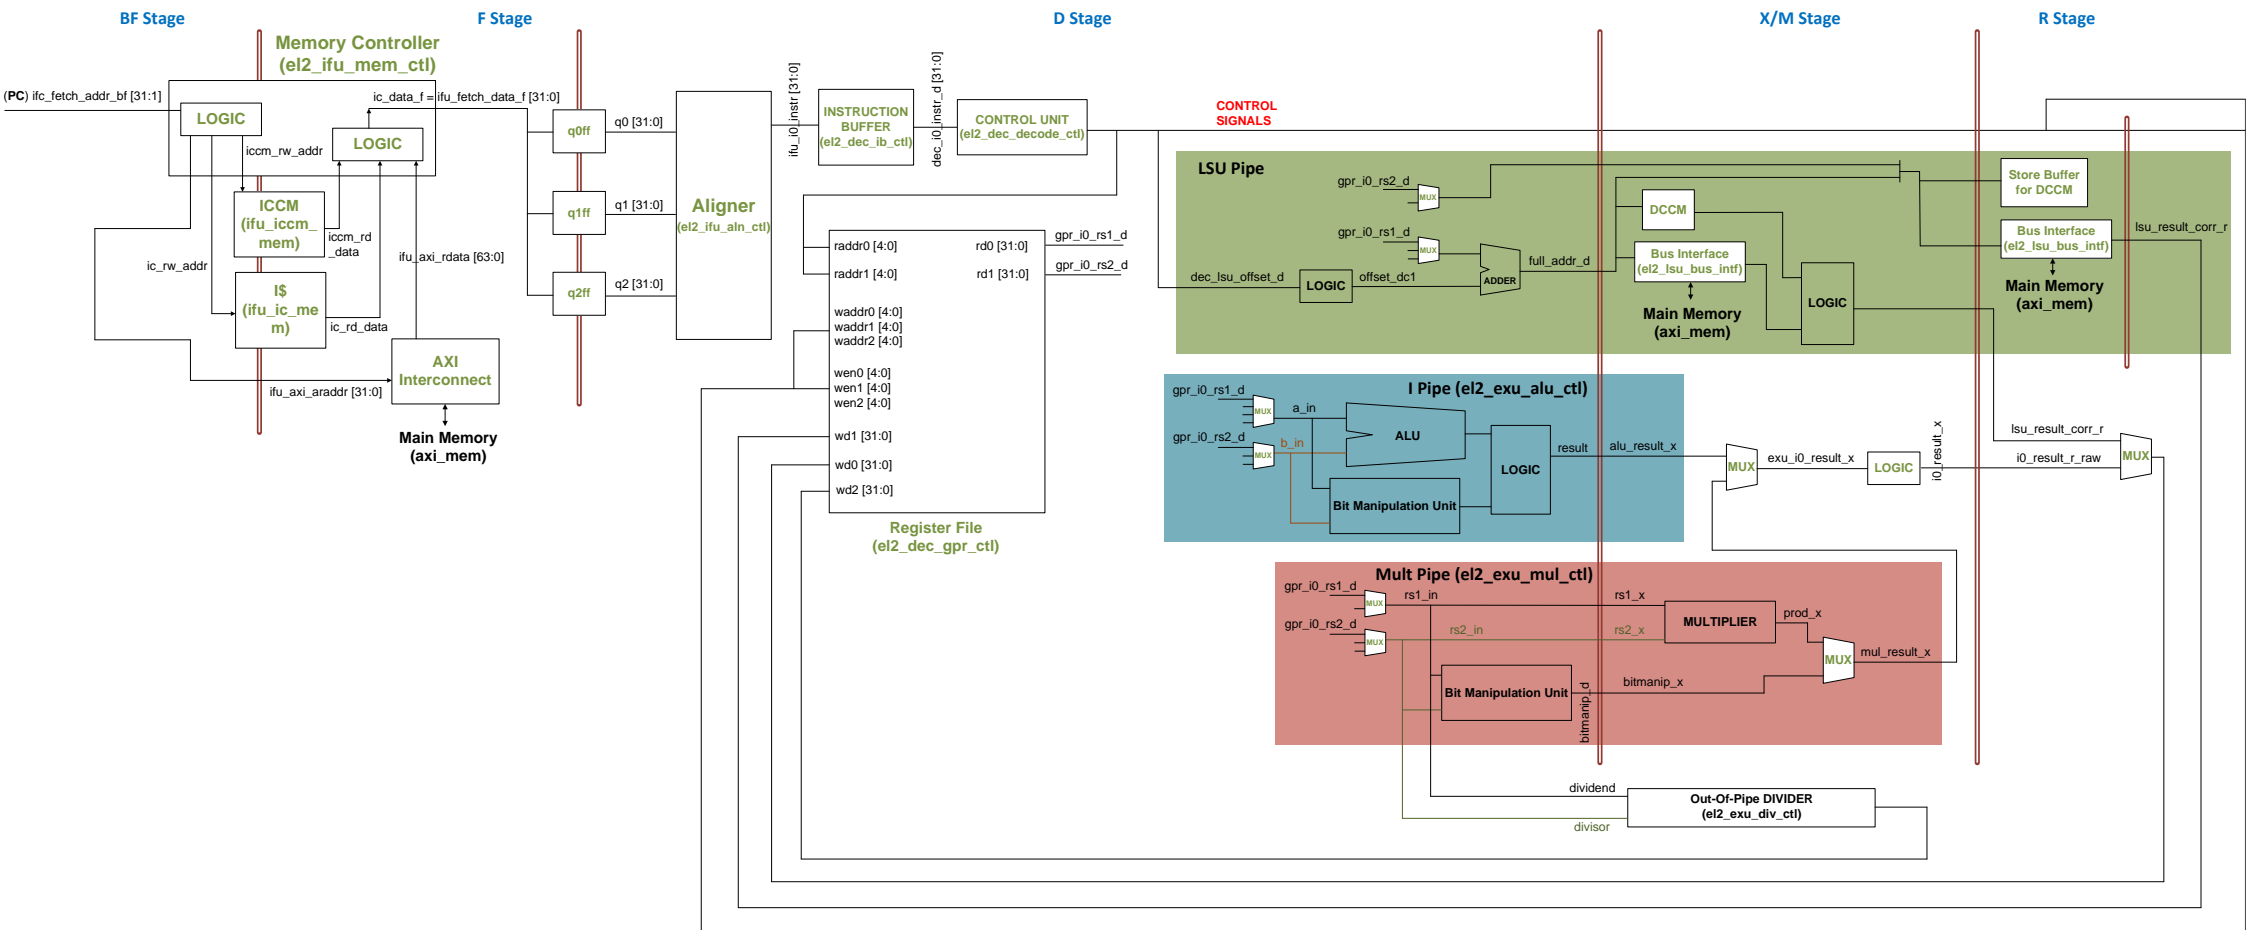 BF Stage
F Stage
D Stage
X/M Stage
R Stage
Memory Controller
(el2_ifu_mem_ctl)
(PC) ifc_fetch_addr_bf [31:1]
LOGIC
ic_data_f = ifu_fetch_data_f [31:0]
LOGIC
iccm_rw_addr
ICCM
(ifu_iccm_
mem)
iccm_rd
_data
ic_rw_addr
ifu_axi_rdata [63:0]
I$
(ifu_ic_me
m)
ic_rd_data
AXI
Interconnect
ifu_axi_araddr [31:0]
Main Memory
(axi_mem)
q0ff
q0 [31:0]
q1ff
q1 [31:0]
q2ff
q2 [31:0]
Aligner
(el2_ifu_aln_ctl)
ifu_i0_instr [31:0]
INSTRUCTION
BUFFER
(el2_dec_ib_ctl)
dec_i0_instr_d [31:0]
CONTROL UNIT
(el2_dec_decode_ctl)
CONTROL
SIGNALS
raddr0 [4:0]
raddr1 [4:0]
rd0 [31:0]
rd1 [31:0]
gpr_i0_rs1_d
gpr_i0_rs2_d
waddr0 [4:0]
waddr1 [4:0]
waddr2 [4:0]
wen0 [4:0]
wen1 [4:0]
wen2 [4:0]
wd1 [31:0]
wd0 [31:0]
wd2 [31:0]
Register File
(el2_dec_gpr_ctl)
LSU Pipe
gpr_i0_rs2_d
MUX
gpr_i0_rs1_d
MUX
dec_lsu_offset_d
LOGIC
offset_dc1
ADDER
full_addr_d
DCCM
Bus Interface
(el2_lsu_bus_intf)
Main Memory
(axi_mem)
LOGIC
Store Buffer
for DCCM
Bus Interface
(el2_lsu_bus_intf)
Main Memory
(axi_mem)
lsu_result_corr_r
I Pipe (el2_exu_alu_ctl)
gpr_i0_rs1_d
MUX
a_in
gpr_i0_rs2_d
MUX
b_in
ALU
Bit Manipulation Unit
LOGIC
result
alu_result_x
MUX
exu_i0_result_x
LOGIC
i0_result_x
lsu_result_corr_r
i0_result_r_raw
MUX
Mult Pipe (el2_exu_mul_ctl)
gpr_i0_rs1_d
MUX
rs1_in
rs1_x
gpr_i0_rs2_d
MUX
rs2_in
rs2_x
MULTIPLIER
prod_x
MUX
mul_result_x
Bit Manipulation Unit
bitmanip_d
bitmanip_x
dividend
divisor
Out-Of-Pipe DIVIDER
(el2_exu_div_ctl)